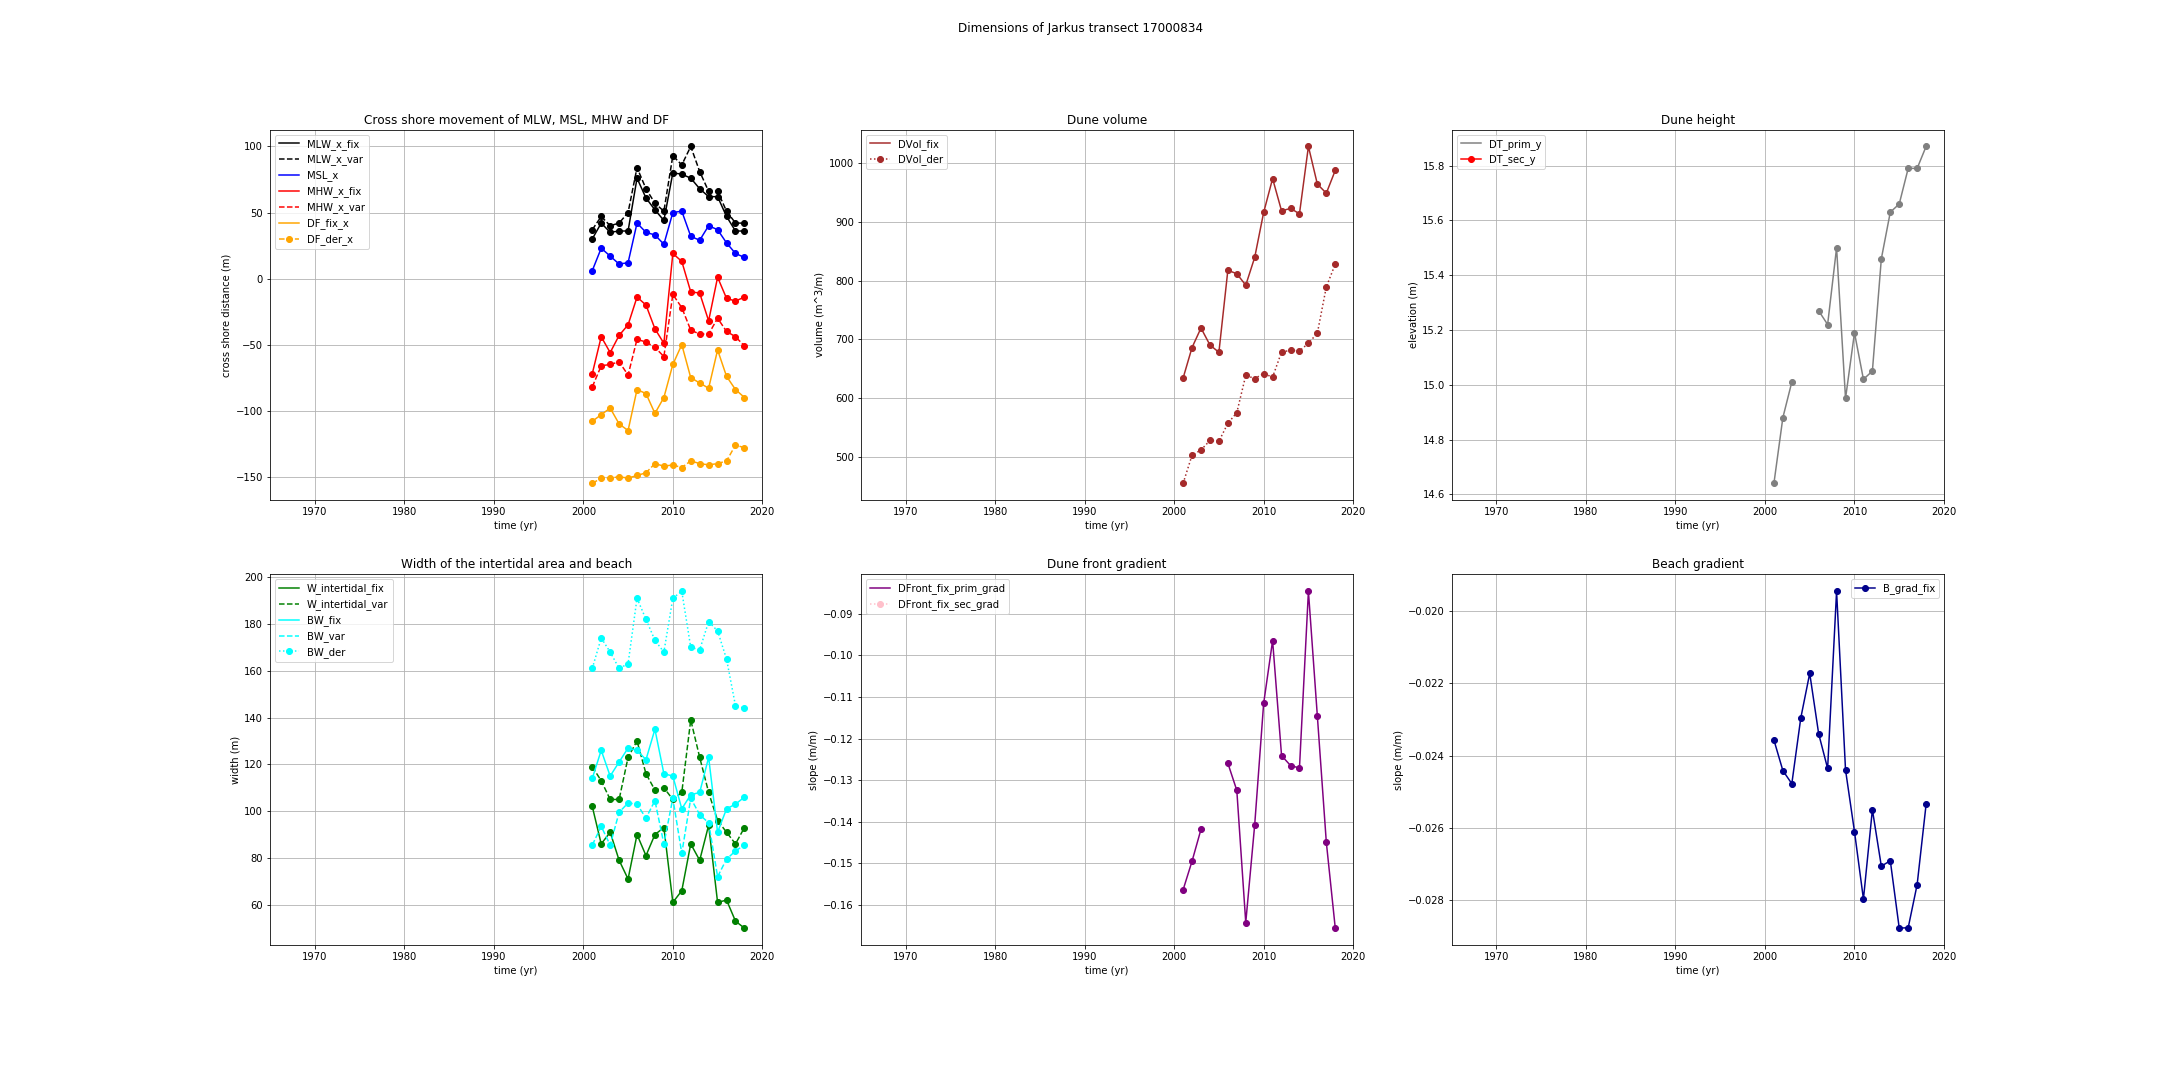 Dimensions of Jarkus transect 17000834
Cross shore movement of MLW, MSL, MHW and DF
MLW_x_fix
MLW_x_var
MSL_x
MHW_x_fix
MHW_x_var
DF_fix_x
DF_der_x
cross shore distance (m)
100
50
0
−50
−100
−150
1970 1980 1990 2000 2010 2020
time (yr)
Dune volume
DVol_fix
DVol_der
volume (m^3/m)
1000
900
800
700
600
500
1970 1980 1990 2000 2010 2020
time (yr)
Dune height
DT_prim_y
DT_sec_y
elevation (m)
15.8
15.6
15.4
15.2
15.0
14.8
14.6
1970 1980 1990 2000 2010 2020
time (yr)
Width of the intertidal area and beach
W_intertidal_fix
W_intertidal_var
BW_fix
BW_var
BW_der
width (m)
200
180
160
140
120
100
80
60
1970 1980 1990 2000 2010 2020
time (yr)
Dune front gradient
DFront_fix_prim_grad
DFront_fix_sec_grad
slope (m/m)
−0.09
−0.10
−0.11
−0.12
−0.13
−0.14
−0.15
−0.16
1970 1980 1990 2000 2010 2020
time (yr)
Beach gradient
B_grad_fix
slope (m/m)
−0.020
−0.022
−0.024
−0.026
−0.028
1970 1980 1990 2000 2010 2020
time (yr)